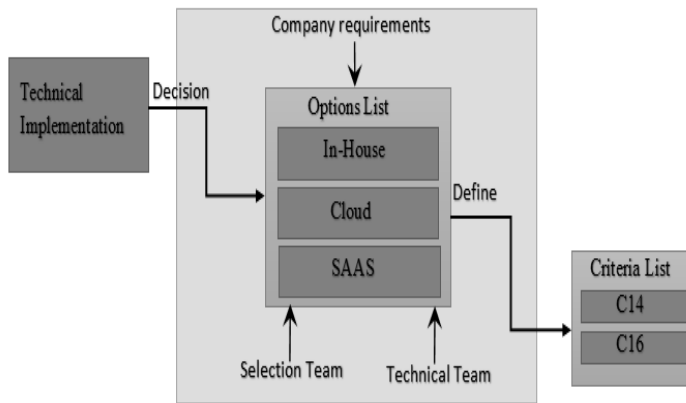 Company requirements
Technical
Implementation
Decision
Options List
In-House
Cloud
SAAS
Define
Criteria List
C14
C16
Selection Team
Technical Team